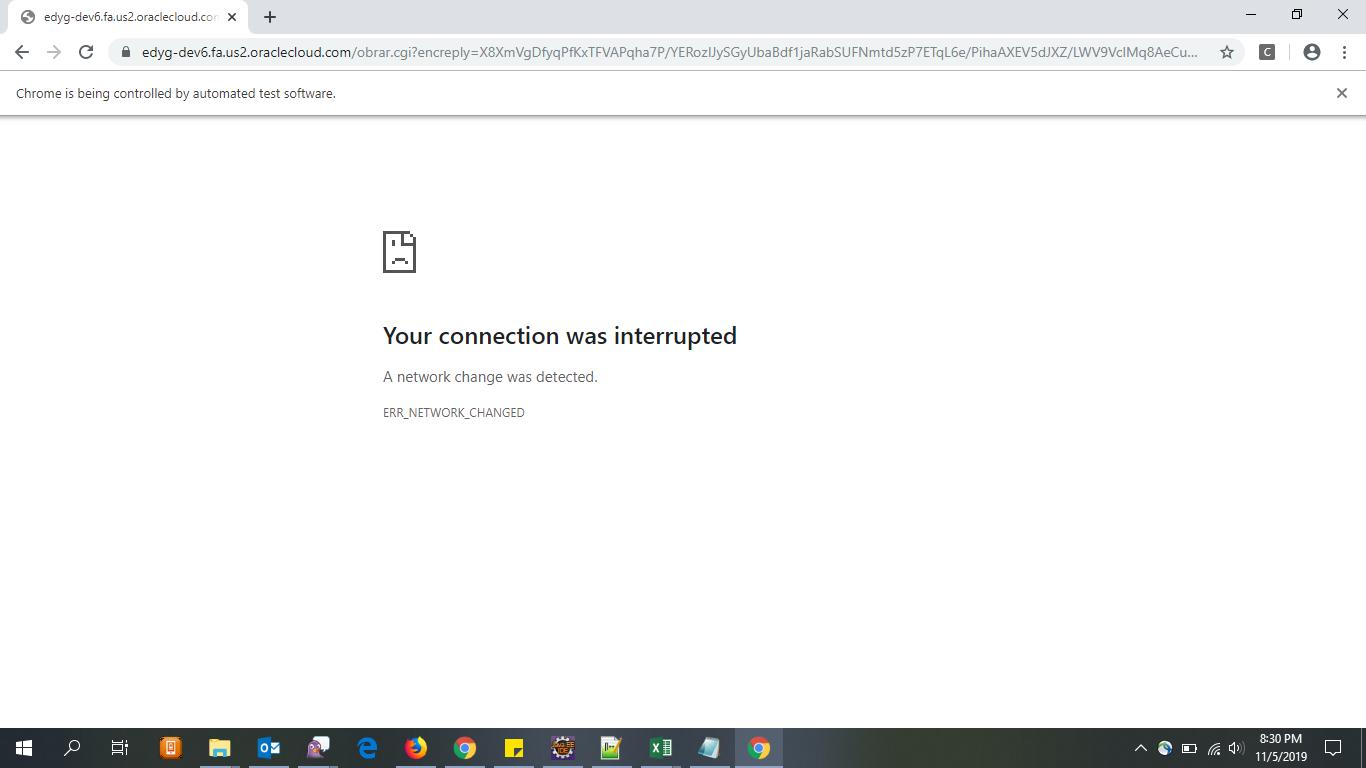 edyg-dev6.fa.us2.oraclecloud.con
edyg-dev6.fa.us2.oraclecloud.com/obrar.cgi?encreply=X8XmVgDfyqPfKxTFVAPqha7P/YERozIJySGyUbaBdf1jaRabSUFNmtd5zP7ETqL6e/PihaAXEV5dJXZ/LWV9VcIMq8AeCu...
C
Chrome is being controlled by automated test software.
Your connection was interrupted
A network change was detected.
ERR_NETWORK_CHANGED
8:30 PM
11/5/2019